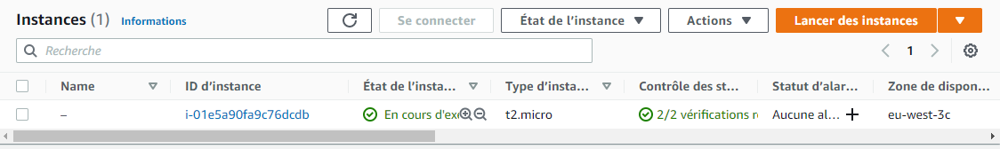 Instances (1) Informations Se connecter État de l'instance Actions Lancer des instances
Recherche 1
Name ID d'instance État de l'insta... Type d'insta... Contrôle des st... Statut d'alar... Zone de dispon...
– i-01e5a90fa9c76dcdb En cours d'exé t2.micro 2/2 vérifications r Aucune al... eu-west-3c